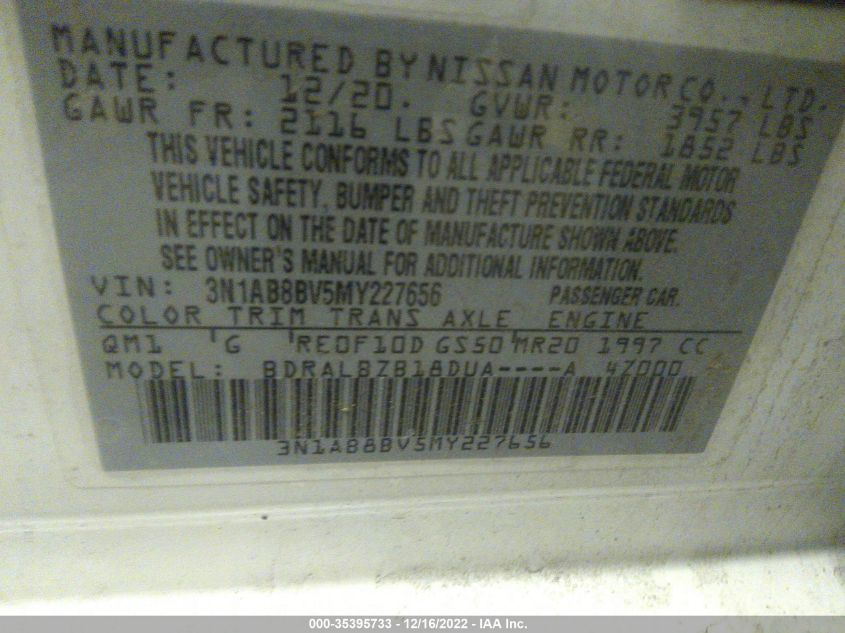 MANUFACTURED BY NISSAN MOTOR CO., LTD.
DATE: 12/20. GVWR: 3957 LBS
GAWR FR: 2116 LBS GAWR RR: 1852 LBS
THIS VEHICLE CONFORMS TO ALL APPLICABLE FEDERAL MOTOR
VEHICLE SAFETY, BUMPER AND THEFT PREVENTION STANDARDS
IN EFFECT ON THE DATE OF MANUFACTURE SHOWN ABOVE.
SEE OWNER'S MANUAL FOR ADDITIONAL INFORMATION.
VIN: 3N1AB8BV5MY227656 PASSENGER CAR.
COLOR TRIM TRANS AXLE ENGINE
QM1 'G 'RE0F10D GS50'MR20 1997 CC
MODEL: BDRALBZB18DUA----A 4Z000
3N1AB8BV5MY227656
000-35395733 - 12/16/2022 - IAA Inc.